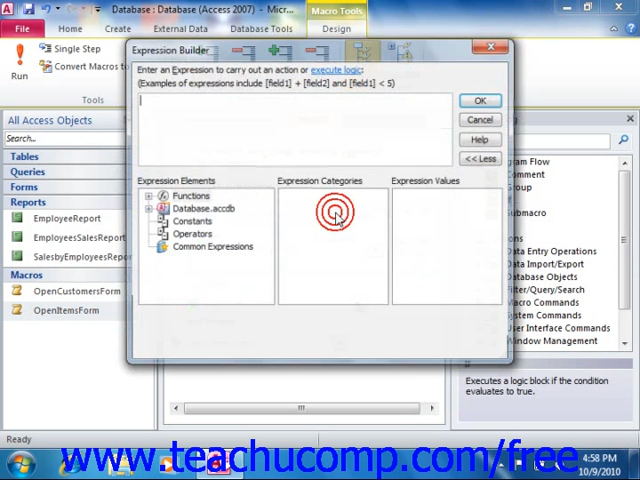 Database : Database (Access 2007) - Micr...
Macro Tools
File
Home
Create
External Data
Database Tools
Design
Run
Single Step
Convert Macros to
Tools
Expression Builder
Enter an Expression to carry out an action or execute logic:
(Examples of expressions include [field1] + [field2] and [field1] < 5)
OK
Cancel
Help
<< Less
Expression Elements
Expression Categories
Expression Values
Functions
Database.accdb
Constants
Operators
Common Expressions
All Access Objects
Search...
Tables
Queries
Forms
Reports
EmployeeReport
EmployeesSalesReport
SalesbyEmployeesRepor
Macros
OpenCustomersForm
OpenItemsForm
gram Flow
Comment
Group
Submacro
ons
Data Entry Operations
Data Import/Export
Database Objects
Filter/Query/Search
Macro Commands
System Commands
User Interface Commands
Window Management
Executes a logic block if the condition
evaluates to true.
Ready
www.teachucomp.com/free
4:58 PM
10/9/2010